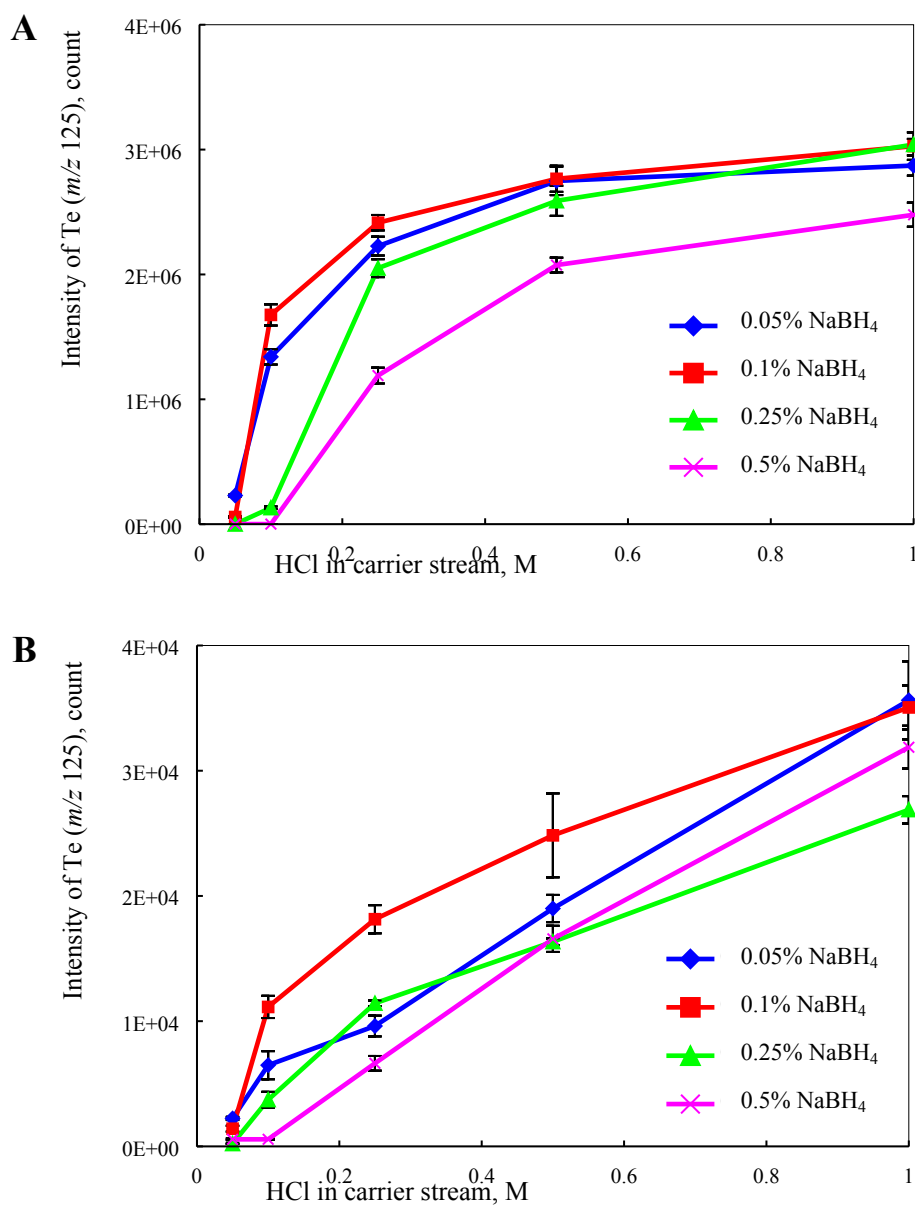 A
Intensity of Te (m/z 125), count
4E+06
3E+06
2E+06
1E+06
0E+00
0.05% NaBH₄
0.1% NaBH₄
0.25% NaBH₄
0.5% NaBH₄
0 0.2 0.4 0.6 0.8 1
HCl in carrier stream, M
B
Intensity of Te (m/z 125), count
4E+04
3E+04
2E+04
1E+04
0E+00
0.05% NaBH₄
0.1% NaBH₄
0.25% NaBH₄
0.5% NaBH₄
0 0.2 0.4 0.6 0.8 1
HCl in carrier stream, M